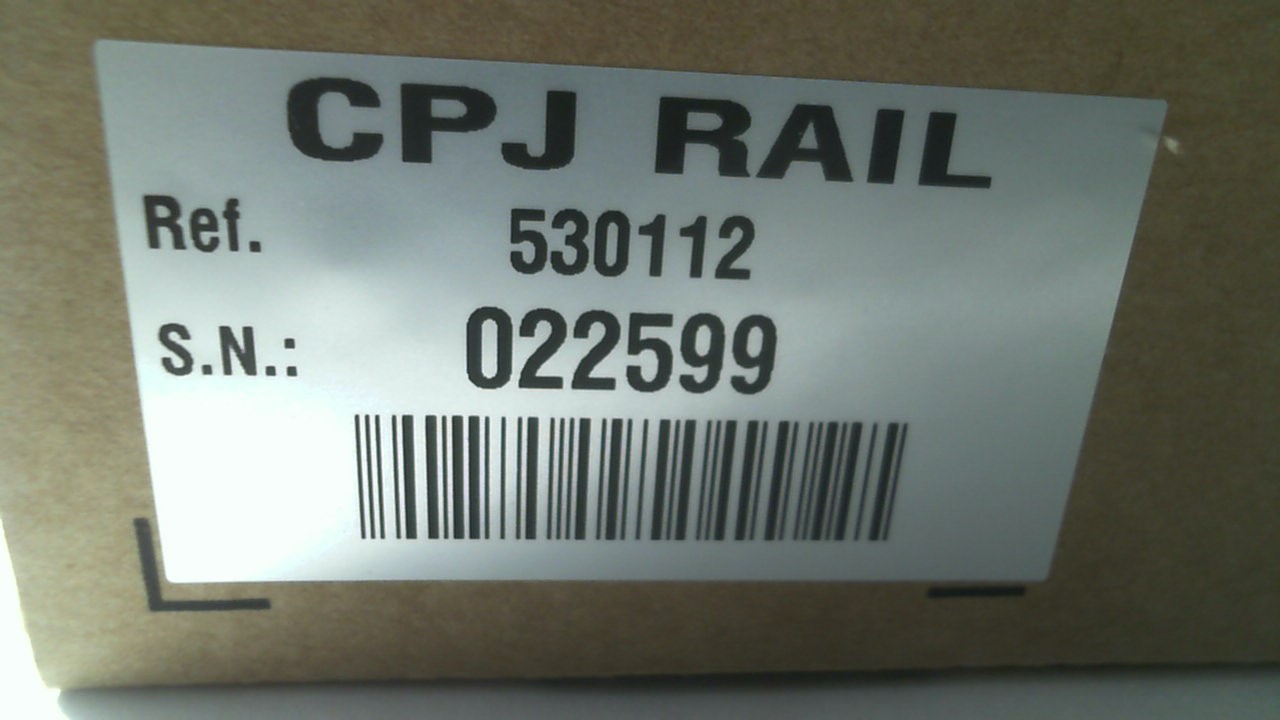 CPJ RAIL
Ref. 530112
S.N.: 022599